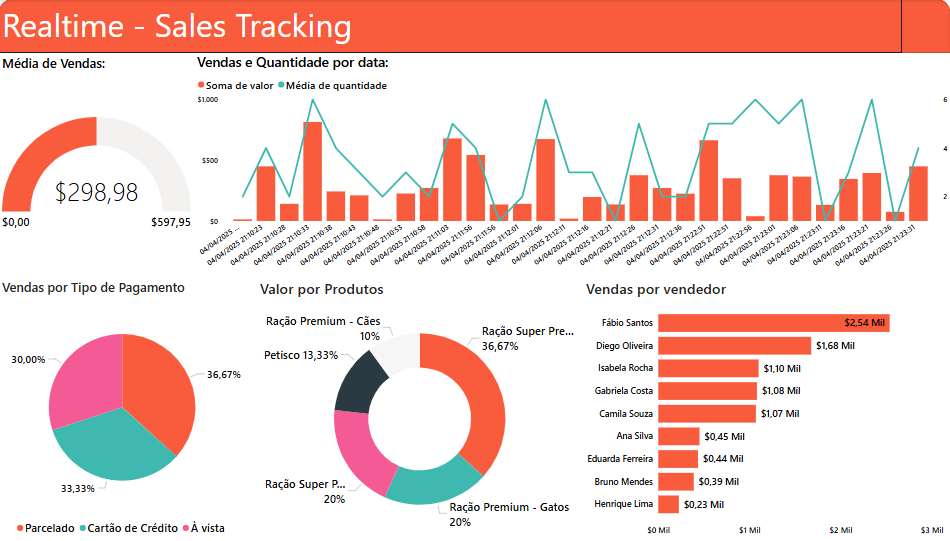 Realtime - Sales Tracking
Média de Vendas:
$298,98
$0,00
$597,95
Vendas e Quantidade por data:
Soma de valor
Média de quantidade
$1.000
$500
$0
6
4
2
04/04/2025 ...
04/04/2025 21:10:23
04/04/2025 21:10:28
04/04/2025 21:10:33
04/04/2025 21:10:38
04/04/2025 21:10:43
04/04/2025 21:10:48
04/04/2025 21:10:53
04/04/2025 21:10:58
04/04/2025 21:11:03
04/04/2025 21:11:56
04/04/2025 21:11:56
04/04/2025 21:12:01
04/04/2025 21:12:06
04/04/2025 21:12:11
04/04/2025 21:12:16
04/04/2025 21:12:21
04/04/2025 21:12:26
04/04/2025 21:12:31
04/04/2025 21:12:36
04/04/2025 21:22:51
04/04/2025 21:22:51
04/04/2025 21:22:56
04/04/2025 21:23:01
04/04/2025 21:23:06
04/04/2025 21:23:11
04/04/2025 21:23:16
04/04/2025 21:23:21
04/04/2025 21:23:26
04/04/2025 21:23:31
Vendas por Tipo de Pagamento
30,00%
36,67%
33,33%
Parcelado
Cartão de Crédito
À vista
Valor por Produtos
Ração Premium - Cães
10%
Ração Super Pre...
36,67%
Petisco 13,33%
Ração Super P...
20%
Ração Premium - Gatos
20%
Vendas por vendedor
Fábio Santos
$2,54 Mil
Diego Oliveira
$1,68 Mil
Isabela Rocha
$1,10 Mil
Gabriela Costa
$1,08 Mil
Camila Souza
$1,07 Mil
Ana Silva
$0,45 Mil
Eduarda Ferreira
$0,44 Mil
Bruno Mendes
$0,39 Mil
Henrique Lima
$0,23 Mil
$0 Mil
$1 Mil
$2 Mil
$3 Mil